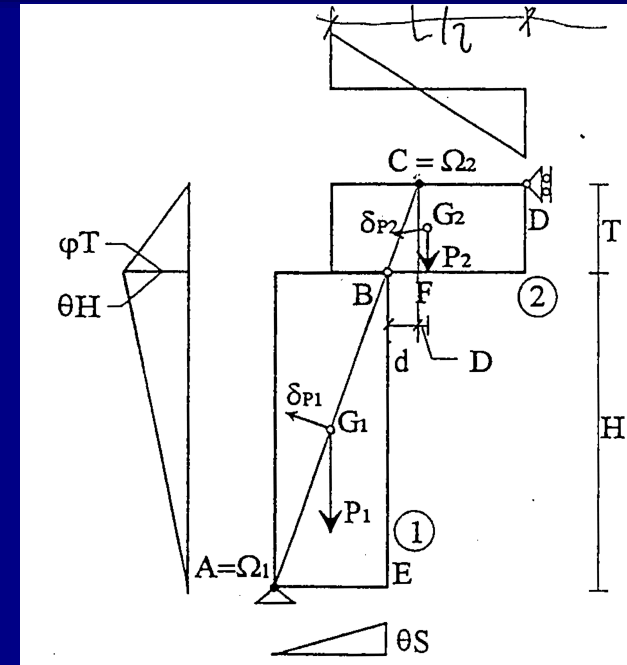 L/2
C = Ω₂
δP2 G₂ D
φT P₂ T
θH B F ②
d D
δP1
G₁ H
P₁ ①
A=Ω₁ E
θS